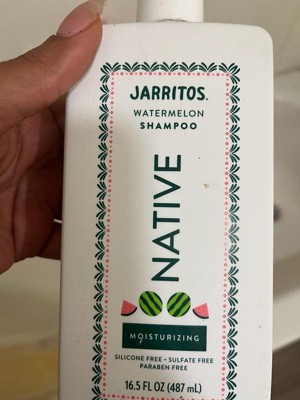 JARRITOS.
WATERMELON
SHAMPOO
NATIVE
MOISTURIZING
SILICONE FREE • SULFATE FREE
PARABEN FREE
16.5 FL OZ (487 mL)